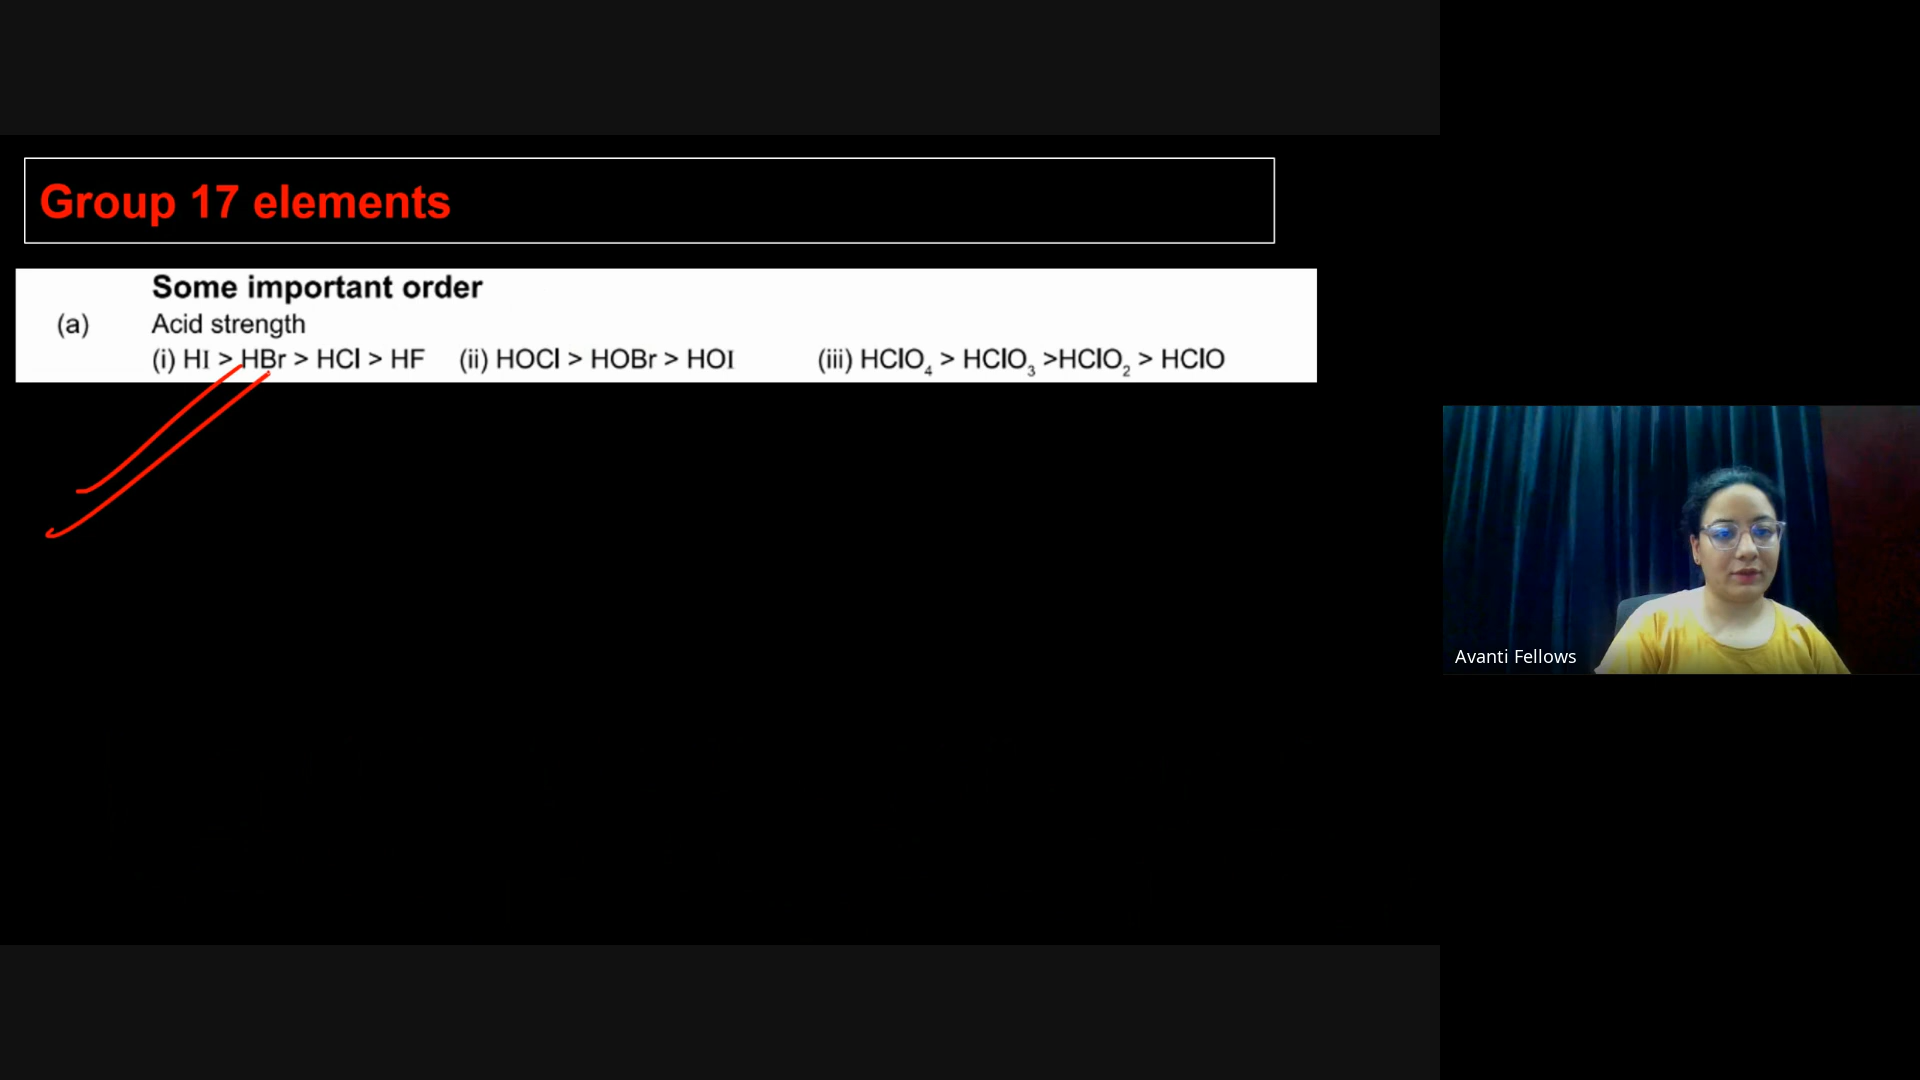 Group 17 elements
Some important order
(a) Acid strength
(i) HI > HBr > HCl > HF (ii) HOCl > HOBr > HOI (iii) HClO₄ > HClO₃ >HClO₂ > HClO
Avanti Fellows